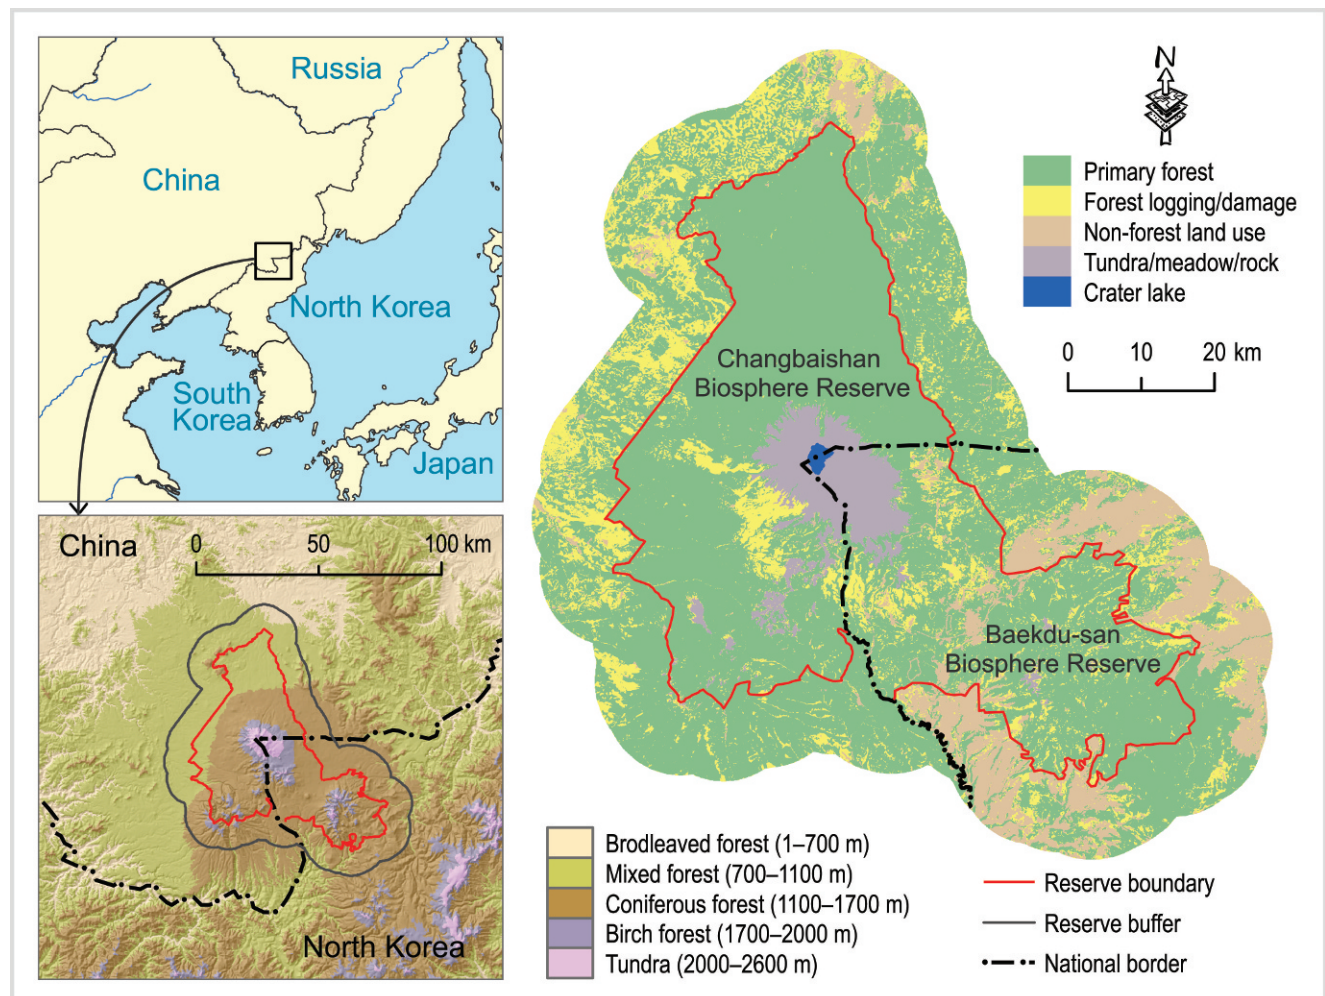 Russia
China
North Korea
South
Korea
Japan
China
0 50 100 km
North Korea
N
Primary forest
Forest logging/damage
Non-forest land use
Tundra/meadow/rock
Crater lake
0 10 20 km
Changbaishan
Biosphere Reserve
Baekdu-san
Biosphere Reserve
Brodleaved forest (1–700 m)
Mixed forest (700–1100 m)
Coniferous forest (1100–1700 m)
Birch forest (1700–2000 m)
Tundra (2000–2600 m)
Reserve boundary
Reserve buffer
National border